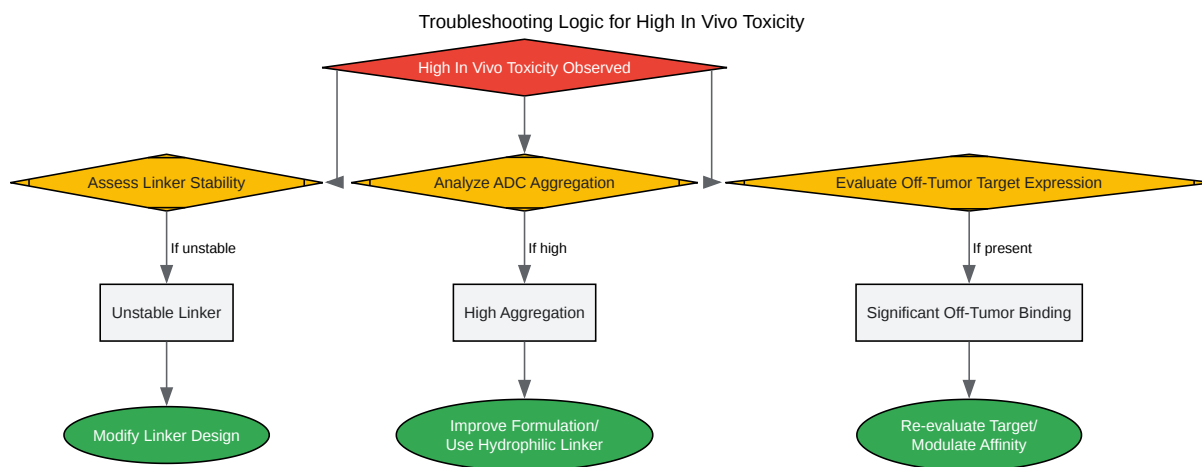 Troubleshooting Logic for High In Vivo Toxicity
High In Vivo Toxicity Observed
Assess Linker Stability
Analyze ADC Aggregation
Evaluate Off-Tumor Target Expression
If unstable
If high
If present
Unstable Linker
High Aggregation
Significant Off-Tumor Binding
Modify Linker Design
Improve Formulation/
Use Hydrophilic Linker
Re-evaluate Target/
Modulate Affinity